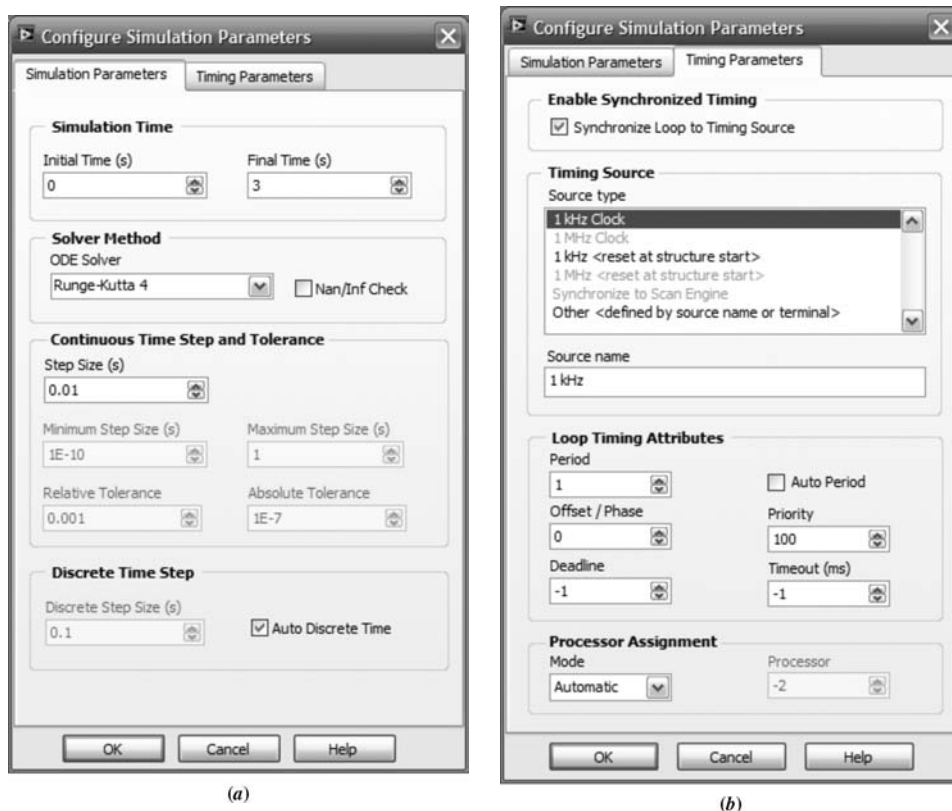 Configure Simulation Parameters
Simulation Parameters Timing Parameters
Simulation Time
Initial Time (s) Final Time (s)
0 3
Solver Method
ODE Solver
Runge-Kutta 4 Nan/Inf Check
Continuous Time Step and Tolerance
Step Size (s)
0.01
Minimum Step Size (s) Maximum Step Size (s)
1E-10 1
Relative Tolerance Absolute Tolerance
0.001 1E-7
Discrete Time Step
Discrete Step Size (s)
0.1 Auto Discrete Time
OK Cancel Help
(a)
Configure Simulation Parameters
Simulation Parameters Timing Parameters
Enable Synchronized Timing
Synchronize Loop to Timing Source
Timing Source
Source type
1 kHz Clock
1 MHz Clock
1 kHz <reset at structure start>
1 MHz <reset at structure start>
Synchronize to Scan Engine
Other <defined by source name or terminal>
Source name
1 kHz
Loop Timing Attributes
Period
1 Auto Period
Offset / Phase Priority
0 100
Deadline Timeout (ms)
-1 -1
Processor Assignment
Mode Processor
Automatic -2
OK Cancel Help
(b)